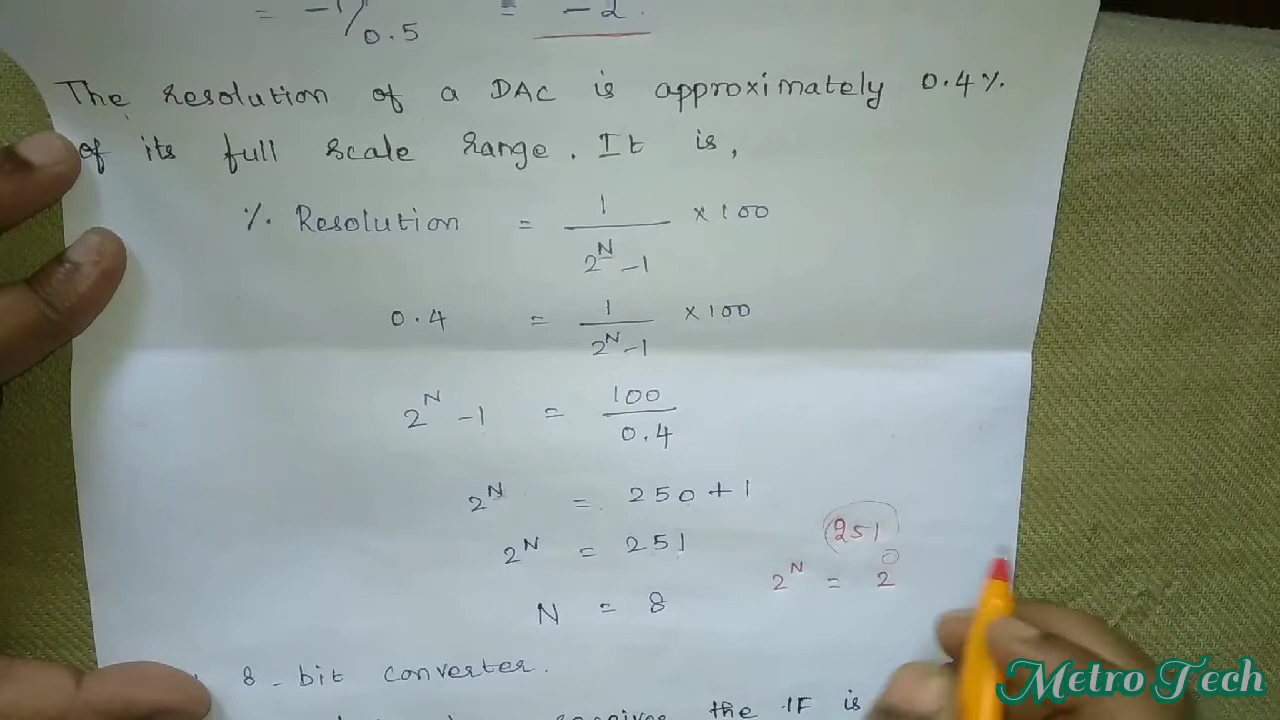 = -1/0.5 = -2.
The resolution of a DAC is approximately 0.4%
of its full scale range. It is,
% Resolution = 1/(2^N - 1) × 100
0.4 = 1/(2^N - 1) × 100
2^N - 1 = 100/0.4
2^N = 250 + 1
2^N = 251
251
2^N = 2
N = 8
8-bit converter.
the IF is
Metro Tech